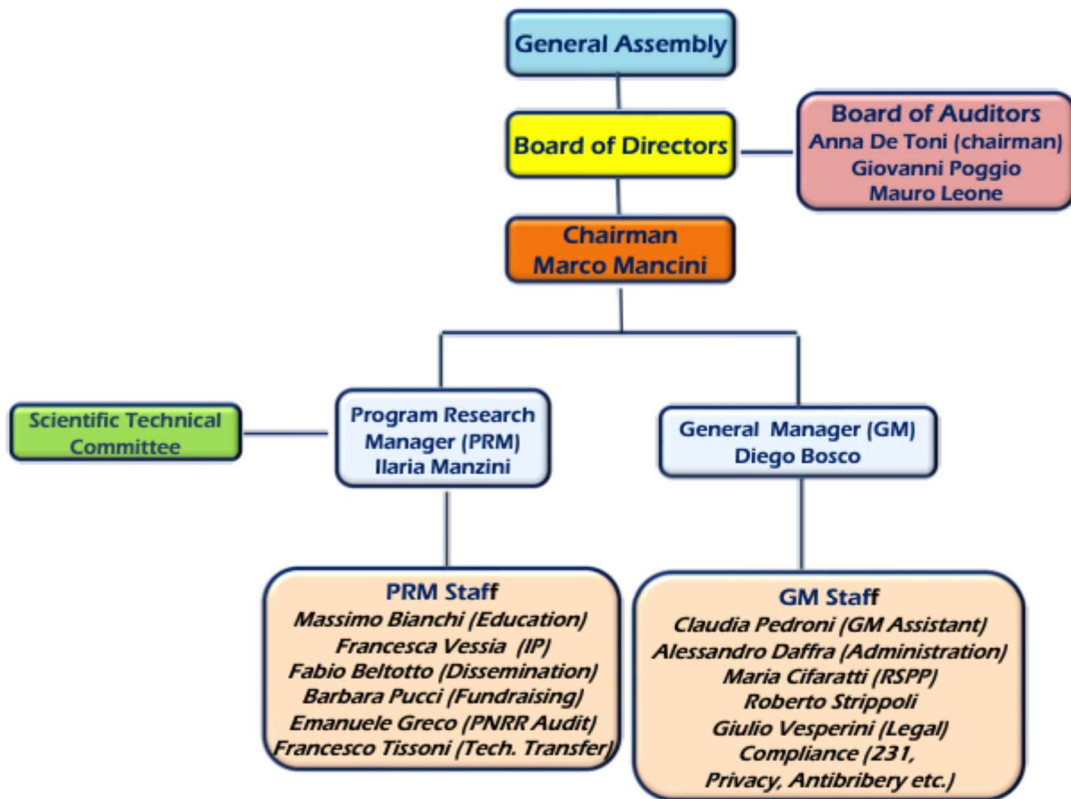 General Assembly
Board of Directors
Board of Auditors
Anna De Toni (chairman)
Giovanni Poggio
Mauro Leone
Chairman
Marco Mancini
Scientific Technical
Committee
Program Research
Manager (PRM)
Ilaria Manzini
General Manager (GM)
Diego Bosco
PRM Staff
Massimo Bianchi (Education)
Francesca Vessia (IP)
Fabio Beltotto (Dissemination)
Barbara Pucci (Fundraising)
Emanuele Greco (PNRR Audit)
Francesco Tissoni (Tech. Transfer)
GM Staff
Claudia Pedroni (GM Assistant)
Alessandro Daffra (Administration)
Maria Cifaratti (RSPP)
Roberto Strippoli
Giulio Vesperini (Legal)
Compliance (231,
Privacy, Antibribery etc.)